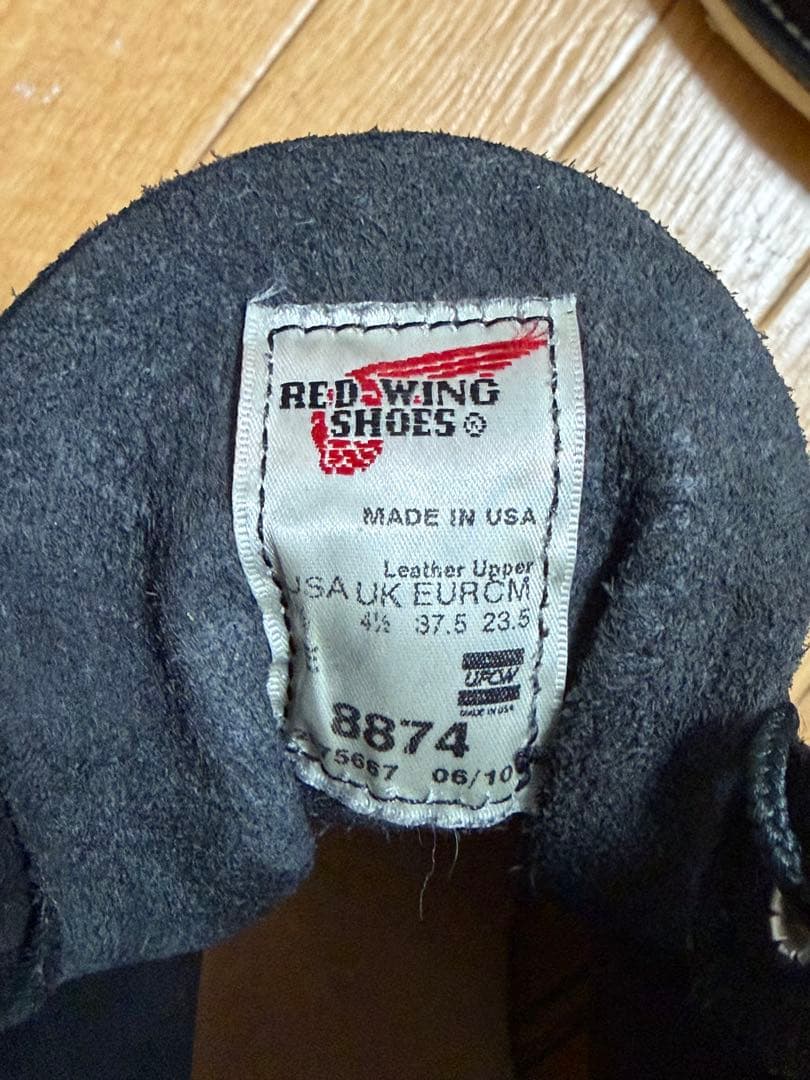 RED WING
SHOES®
MADE IN USA
Leather Upper
USA UK EUR CM
4½ 37.5 23.5
UFCW
MADE IN USA
8874
75667 06/10